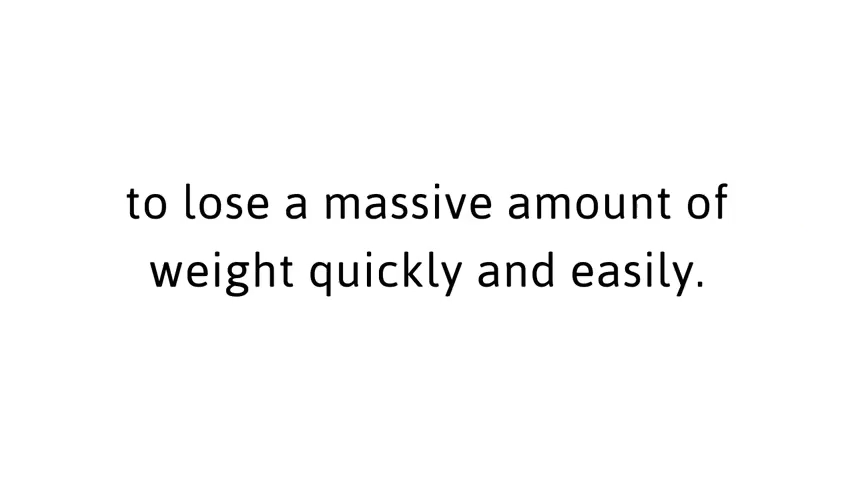 to lose a massive amount of
weight quickly and easily.